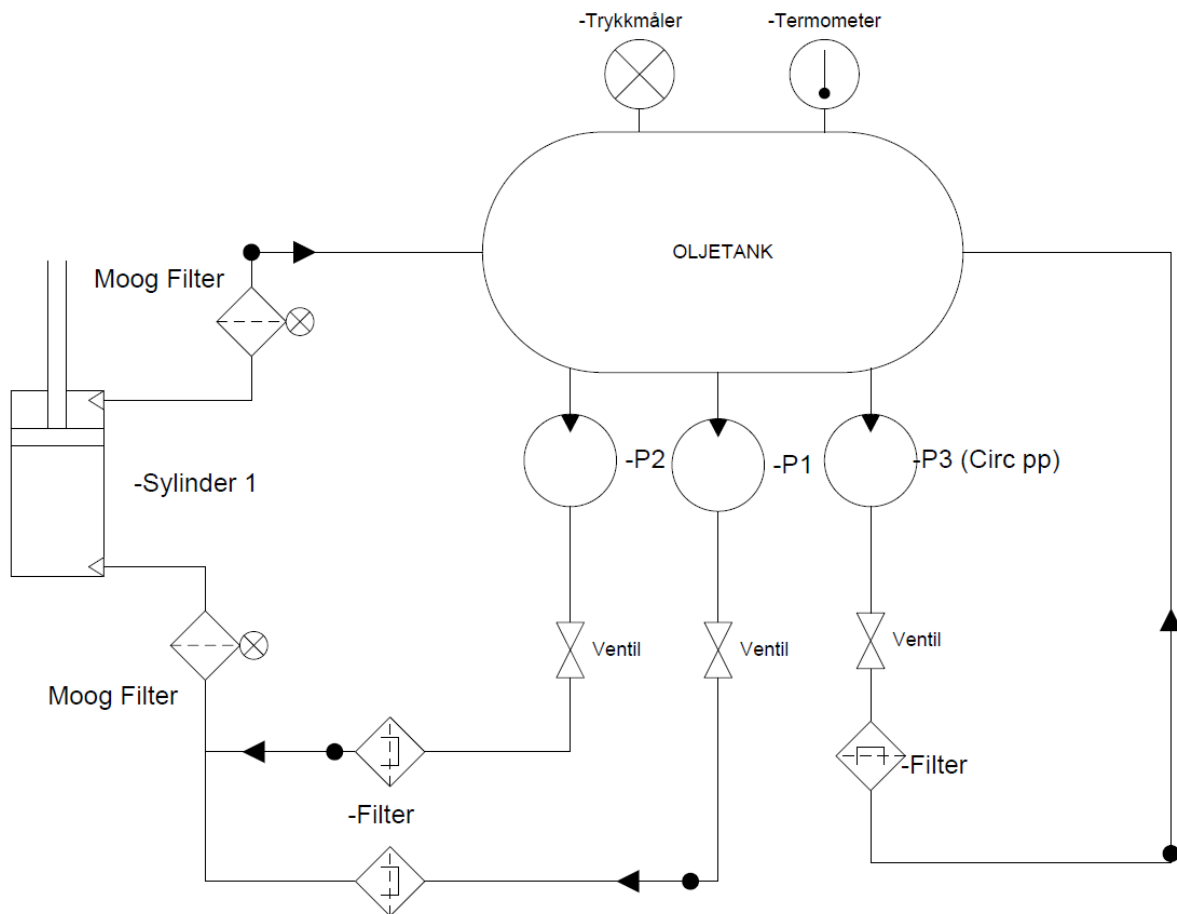 -Trykkmåler
-Termometer
Moog Filter
OLJETANK
-Sylinder 1
-P2
-P1
-P3 (Circ pp)
Ventil
Ventil
Ventil
Moog Filter
-Filter
-Filter